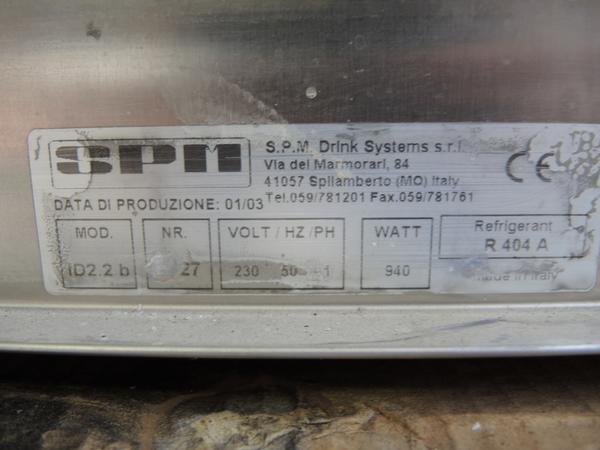 SPM
S.P.M. Drink Systems s.r.l.
Via dei Marmorari, 84
41057 Spilamberto (MO) Italy
DATA DI PRODUZIONE: 01/03
Tel.059/781201 Fax.059/781761
CE
MOD.
ID2.2 b
NR.
27
VOLT / HZ / PH
230 50 1
WATT
940
Refrigerant
R 404 A
Made in Italy